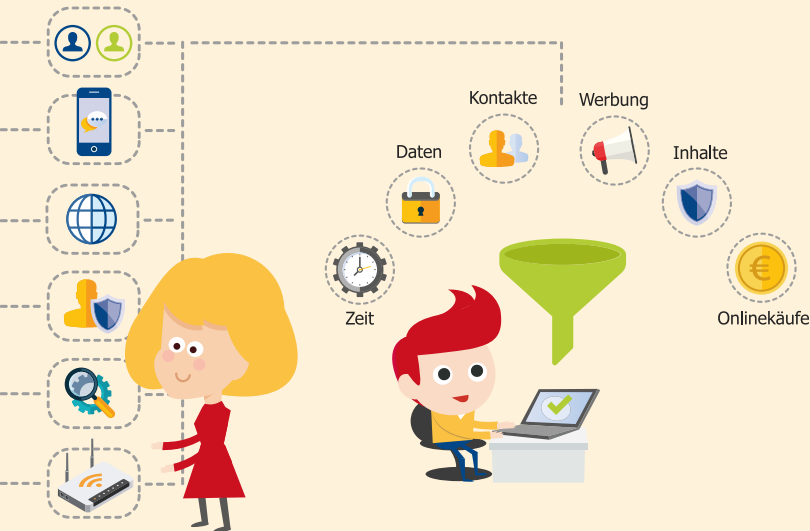 Kontakte
Werbung
Daten
Inhalte
Zeit
Onlinekäufe